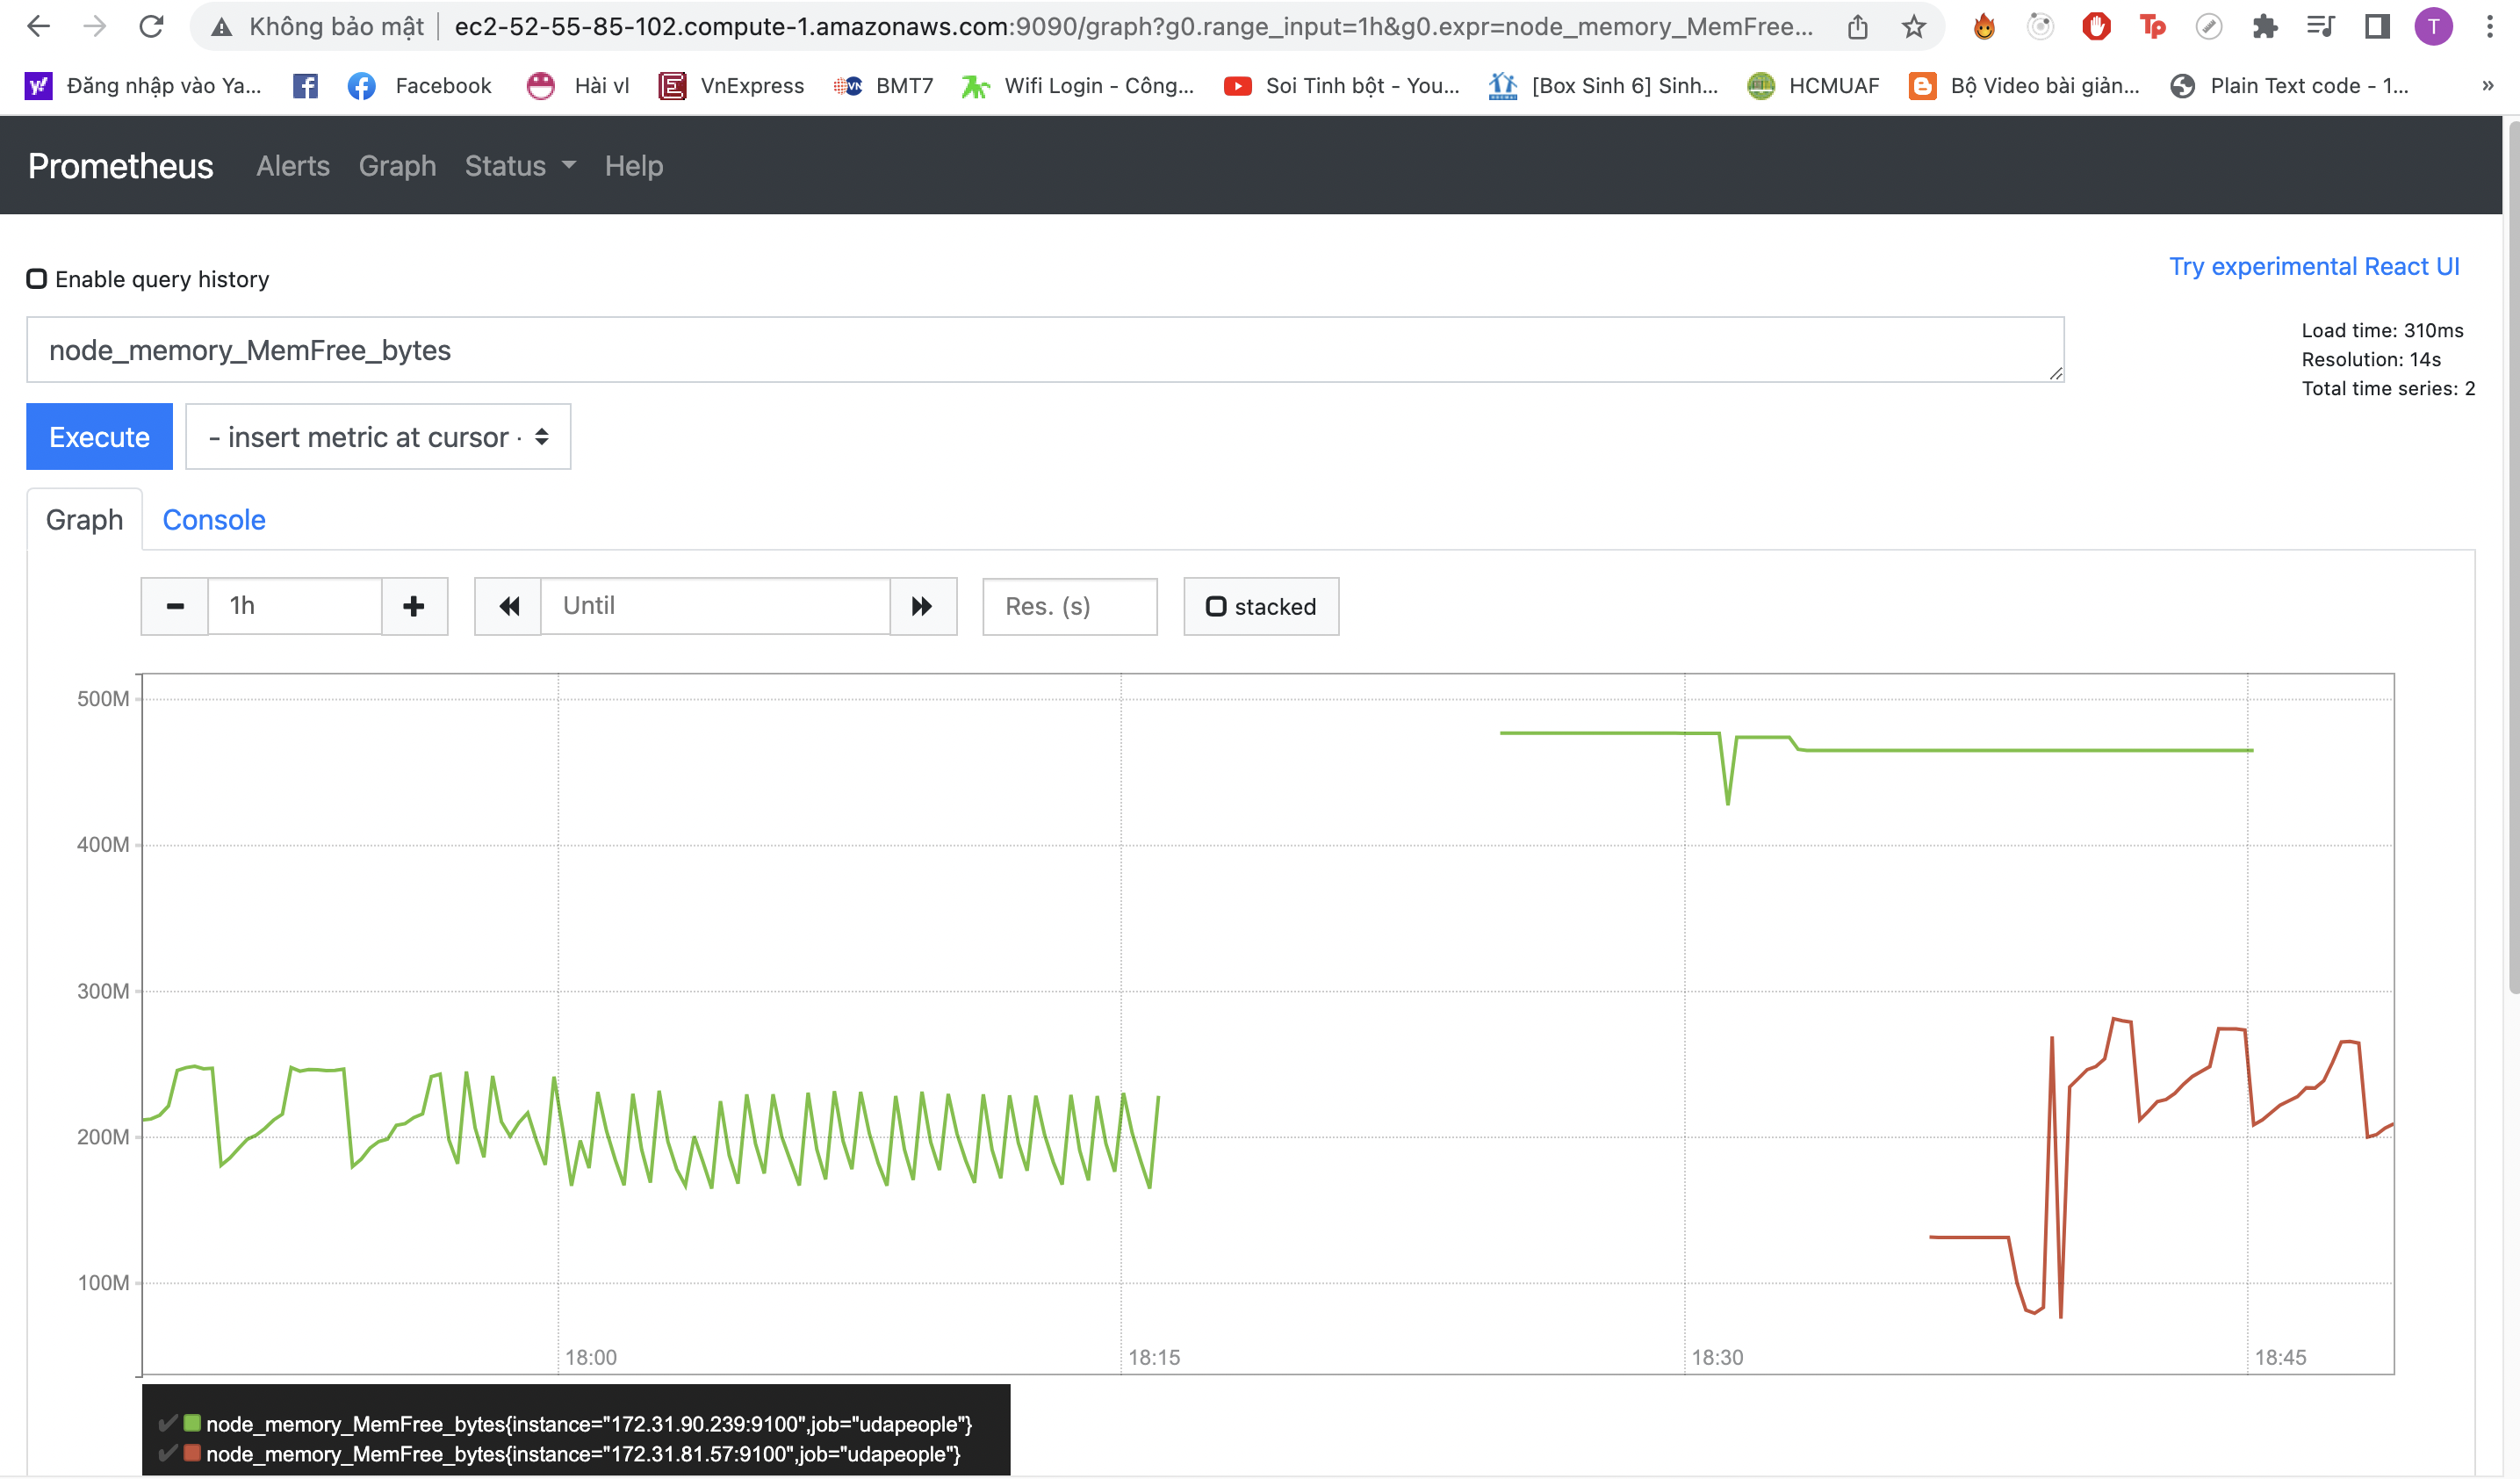 Không bảo mật ec2-52-55-85-102.compute-1.amazonaws.com:9090/graph?g0.range_input=1h&g0.expr=node_memory_MemFree... Tp T
Đăng nhập vào Ya... Facebook Hài vl VnExpress BMT7 Wifi Login - Công... Soi Tinh bột - You... [Box Sinh 6] Sinh... HCMUAF Bộ Video bài giản... Plain Text code - 1... »
Prometheus Alerts Graph Status Help
Try experimental React UI
Enable query history
node_memory_MemFree_bytes
Load time: 310ms
Resolution: 14s
Total time series: 2
Execute - insert metric at cursor -
Graph Console
1h Until Res. (s) stacked
500M
400M
300M
200M
100M
18:00 18:15 18:30 18:45
node_memory_MemFree_bytes{instance="172.31.90.239:9100",job="udapeople"}
node_memory_MemFree_bytes{instance="172.31.81.57:9100",job="udapeople"}